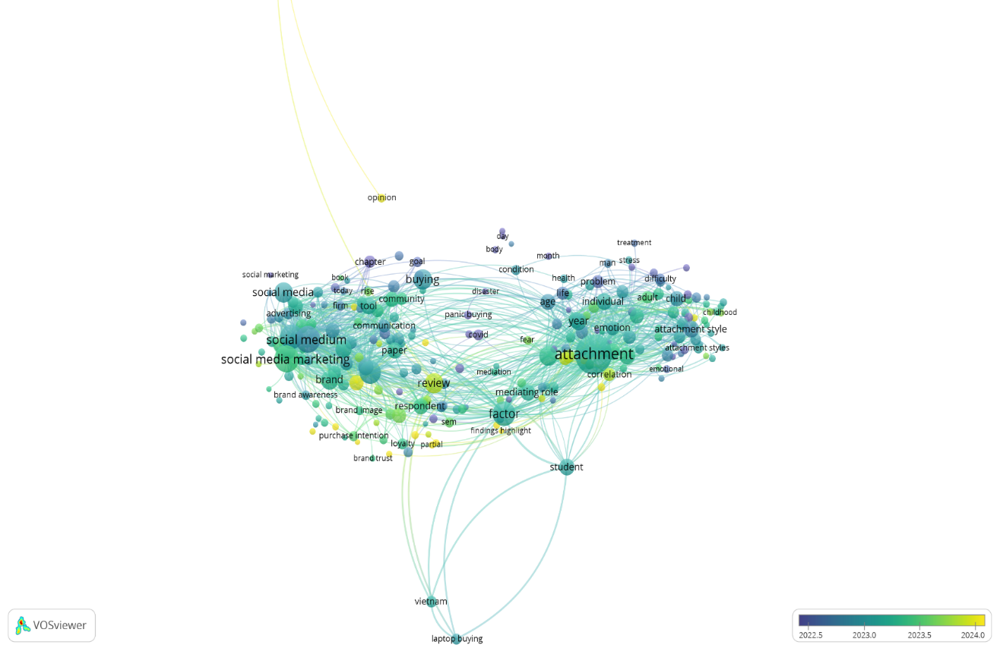 opinion
day
body
month
treatment
chapter
goal
man
stress
social marketing
book
buying
condition
health
problem
difficulty
social media
today
rise
disaster
life
firm
tool
community
age
individual
adult
child
advertising
panic buying
childhood
communication
year
emotion
attachment style
social medium
covid
fear
paper
attachment styles
social media marketing
attachment
mediation
emotional
correlation
brand
review
brand awareness
mediating role
brand image
respondent
factor
sem
findings highlight
purchase intention
loyalty
partial
brand trust
student
vietnam
laptop buying
VOSviewer
2022.5 2023.0 2023.5 2024.0